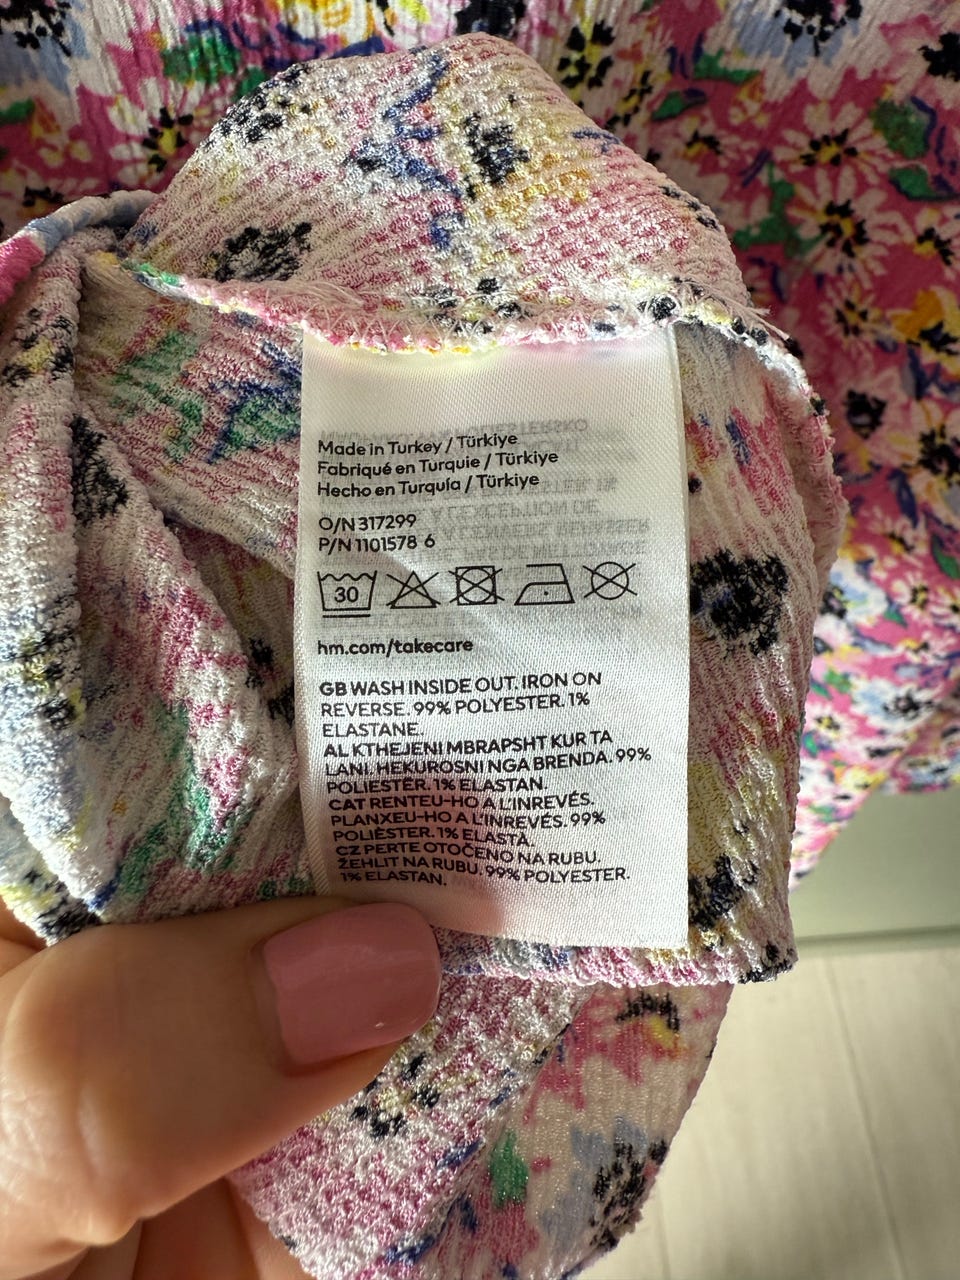 Made in Turkey / Türkiye
Fabriqué en Turquie / Türkiye
Hecho en Turquía / Türkiye
O/N 317299
P/N 1101578 6
30
hm.com/takecare
GB WASH INSIDE OUT. IRON ON
REVERSE. 99% POLYESTER. 1%
ELASTANE.
AL KTHEJENI MBRAPSHT KUR TA
LANI. HEKUROSNI NGA BRENDA. 99%
POLIESTËR. 1% ELASTAN.
CAT RENTEU-HO A L'INREVÉS.
PLANXEU-HO A L'INREVÉS. 99%
POLIÈSTER. 1% ELASTÀ.
CZ PERTE OTOČENO NA RUBU.
ŽEHLIT NA RUBU. 99% POLYESTER.
1% ELASTAN.